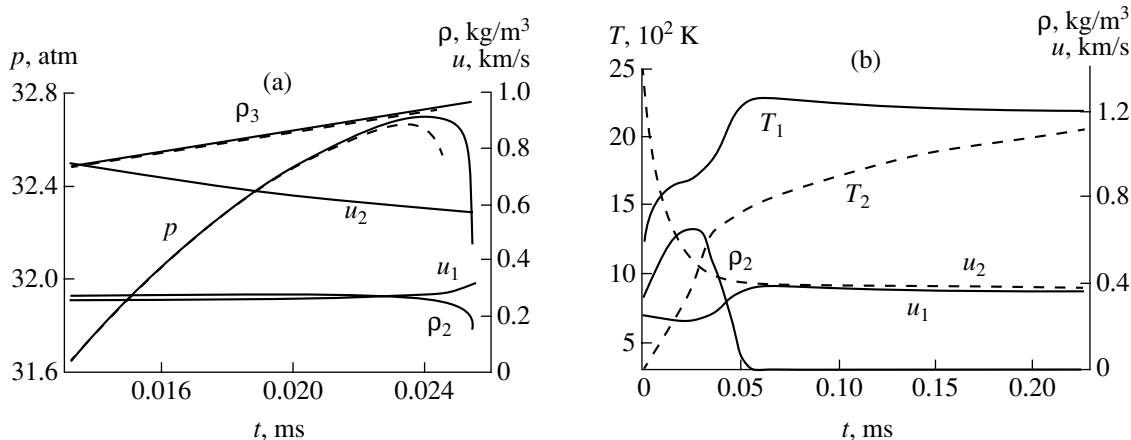 p, atm
(a)
ρ, kg/m3
u, km/s
32.8
32.4
32.0
31.6
ρ3
p
u2
u1
ρ2
1.0
0.8
0.6
0.4
0.2
0
0.016
0.020
0.024
t, ms
T, 10² K
(b)
ρ, kg/m3
u, km/s
25
20
15
10
5
T1
T2
ρ2
u2
u1
1.2
0.8
0.4
0
0
0.05
0.10
0.15
0.20
t, ms